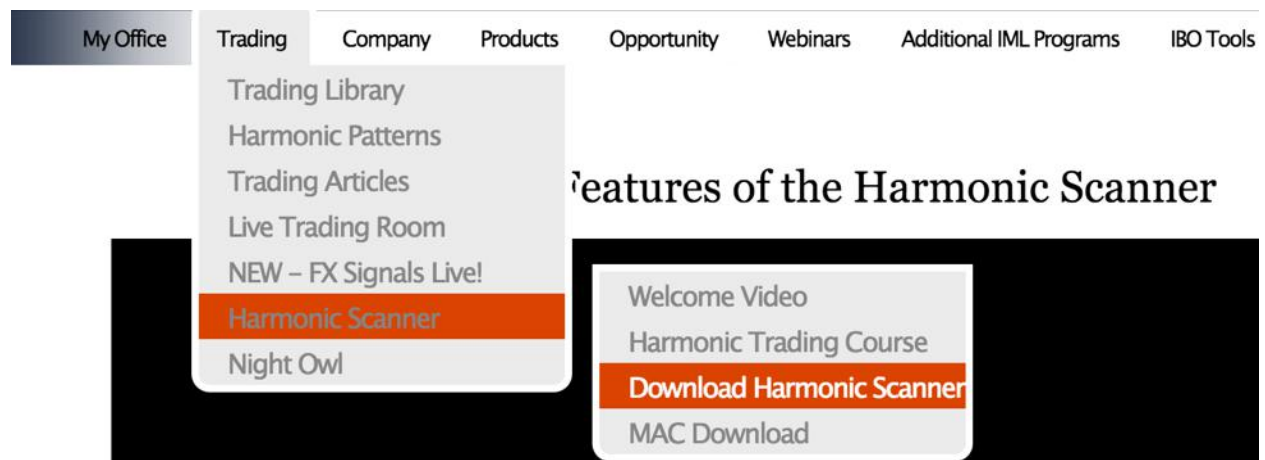 My Office Trading Company Products Opportunity Webinars Additional IML Programs IBO Tools
Trading Library
Harmonic Patterns
Trading Articles
Live Trading Room
NEW – FX Signals Live!
Harmonic Scanner
Night Owl
Features of the Harmonic Scanner
Welcome Video
Harmonic Trading Course
Download Harmonic Scanner
MAC Download